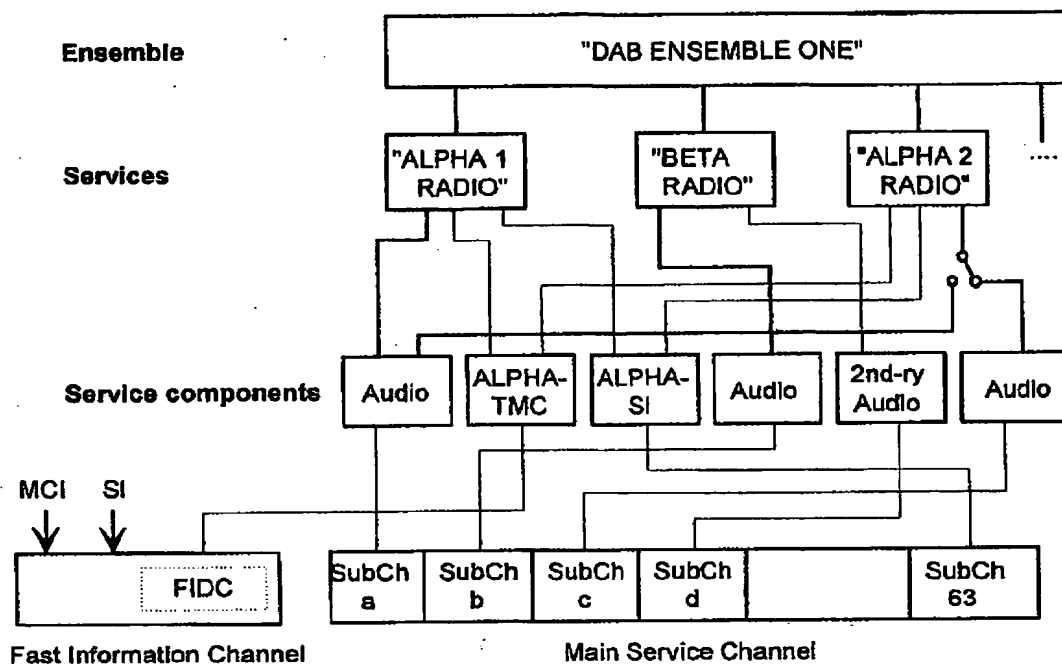 Ensemble
"DAB ENSEMBLE ONE"
Services
"ALPHA 1
RADIO"
"BETA
RADIO"
"ALPHA 2
RADIO"
....
Service components
Audio
ALPHA-
TMC
ALPHA-
SI
Audio
2nd-ry
Audio
Audio
MCI
SI
FIDC
SubCh
a
SubCh
b
SubCh
c
SubCh
d
SubCh
63
Fast Information Channel
Main Service Channel